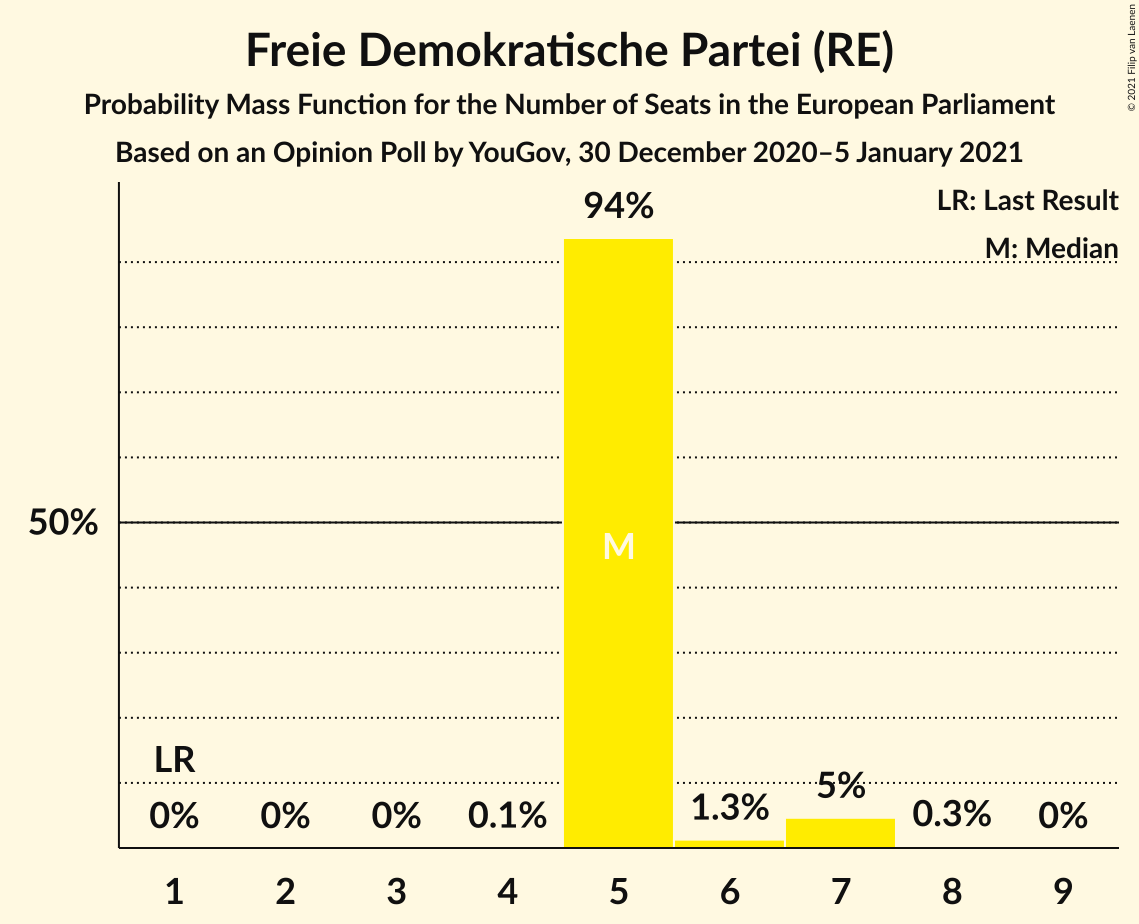 Freie Demokratische Partei (RE)
Probability Mass Function for the Number of Seats in the European Parliament
Based on an Opinion Poll by YouGov, 30 December 2020–5 January 2021
© 2021 Filip van Laenen
LR: Last Result
M: Median
94%
50%
M
LR
0% 0% 0% 0.1% 1.3% 5% 0.3% 0%
1 2 3 4 5 6 7 8 9